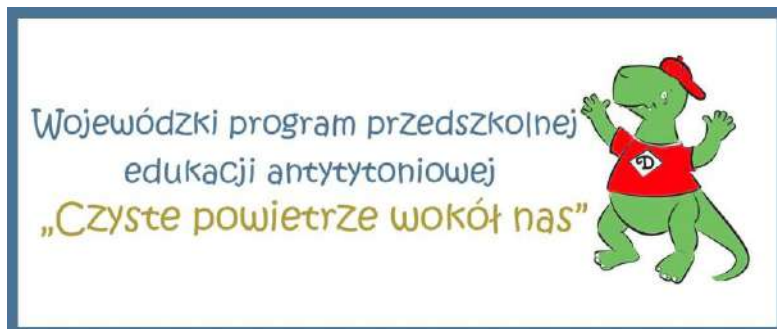 Wojewódzki program przedszkolnej
edukacji antytytoniowej
„Czyste powietrze wokół nas”
D